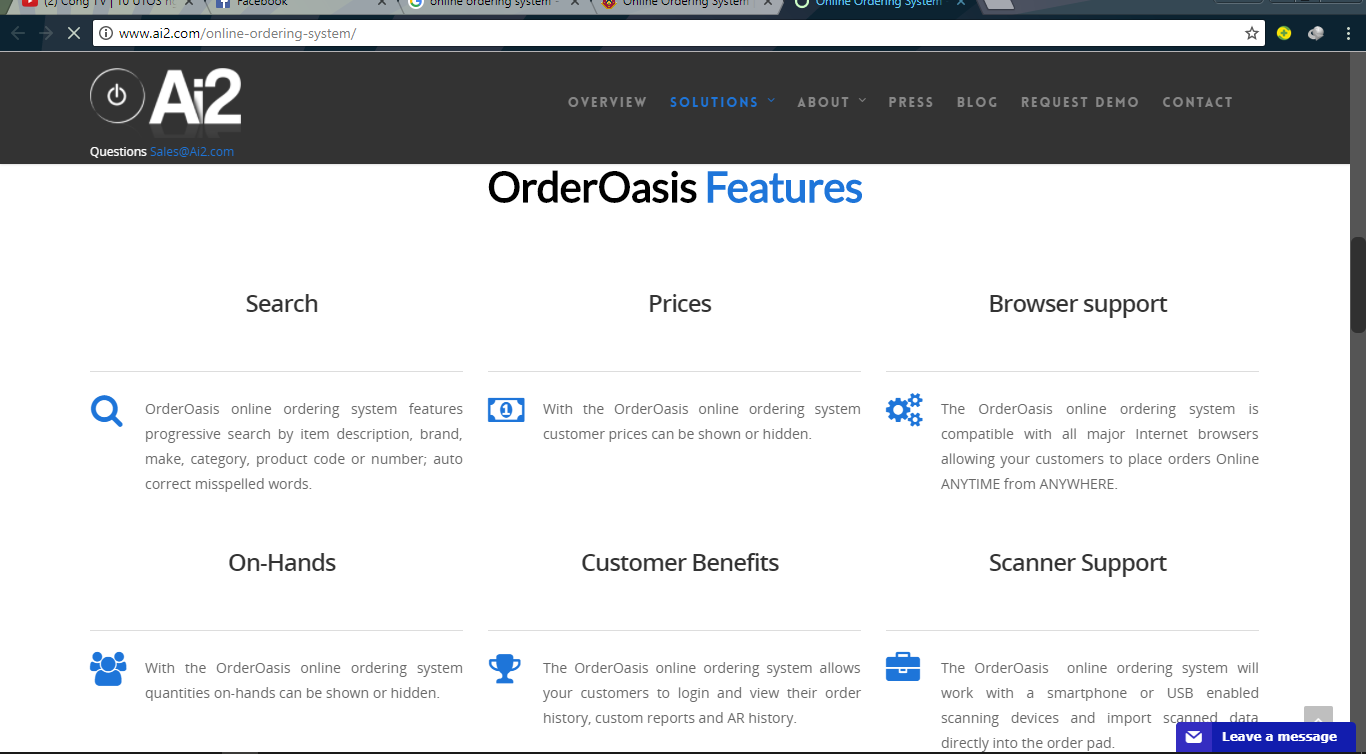 (2) Cong TV | 10 UTOS
Facebook
online ordering system -
Online Ordering System
Online Ordering System
www.ai2.com/online-ordering-system/
Ai2
OVERVIEW SOLUTIONS ABOUT PRESS BLOG REQUEST DEMO CONTACT
Questions Sales@Ai2.com
OrderOasis Features
Search
OrderOasis online ordering system features
progressive search by item description, brand,
make, category, product code or number; auto
correct misspelled words.
Prices
With the OrderOasis online ordering system
customer prices can be shown or hidden.
Browser support
The OrderOasis online ordering system is
compatible with all major Internet browsers
allowing your customers to place orders Online
ANYTIME from ANYWHERE.
On-Hands
With the OrderOasis online ordering system
quantities on-hands can be shown or hidden.
Customer Benefits
The OrderOasis online ordering system allows
your customers to login and view their order
history, custom reports and AR history.
Scanner Support
The OrderOasis online ordering system will
work with a smartphone or USB enabled
scanning devices and import scanned data
directly into the order pad.
Leave a message